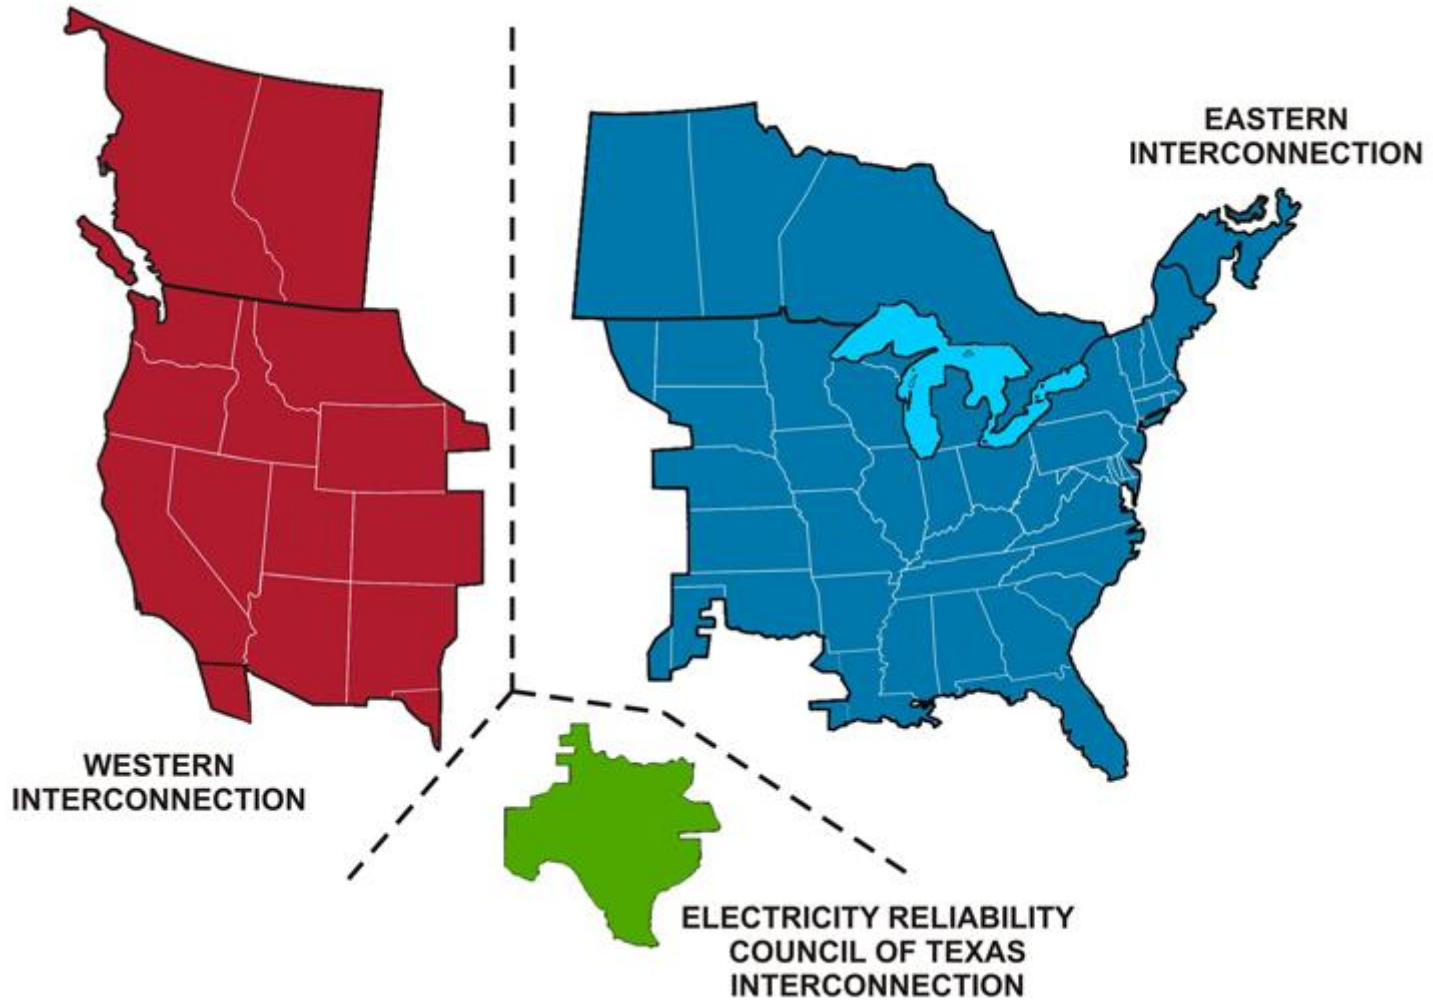 EASTERN
INTERCONNECTION
WESTERN
INTERCONNECTION
ELECTRICITY RELIABILITY
COUNCIL OF TEXAS
INTERCONNECTION